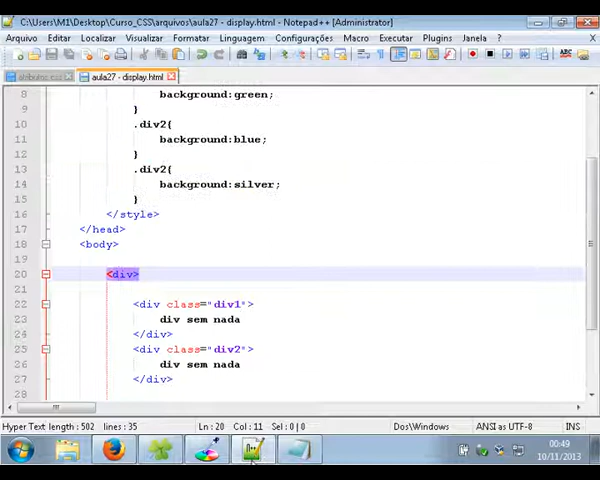 C:\Users\M1\Desktop\Curso_CSS\arquivos\aula27 - display.html - Notepad++ [Administrator]
Arquivo Editar Localizar Visualizar Formatar Linguagem Configurações Macro Executar Plugins Janela ? X
atributos.css aula27 - display.html
8 background:green;
9 }
10 .div2{
11 background:blue;
12 }
13 .div2{
14 background:silver;
15 }
16 </style>
17 </head>
18 <body>
19
20 <div>
21
22 <div class="div1">
23 div sem nada
24 </div>
25 <div class="div2">
26 div sem nada
27 </div>
28
Hyper Text length : 502 lines : 35 Ln : 20 Col : 11 Sel : 0 | 0 Dos\Windows ANSI as UTF-8 INS
00:49
10/11/2013